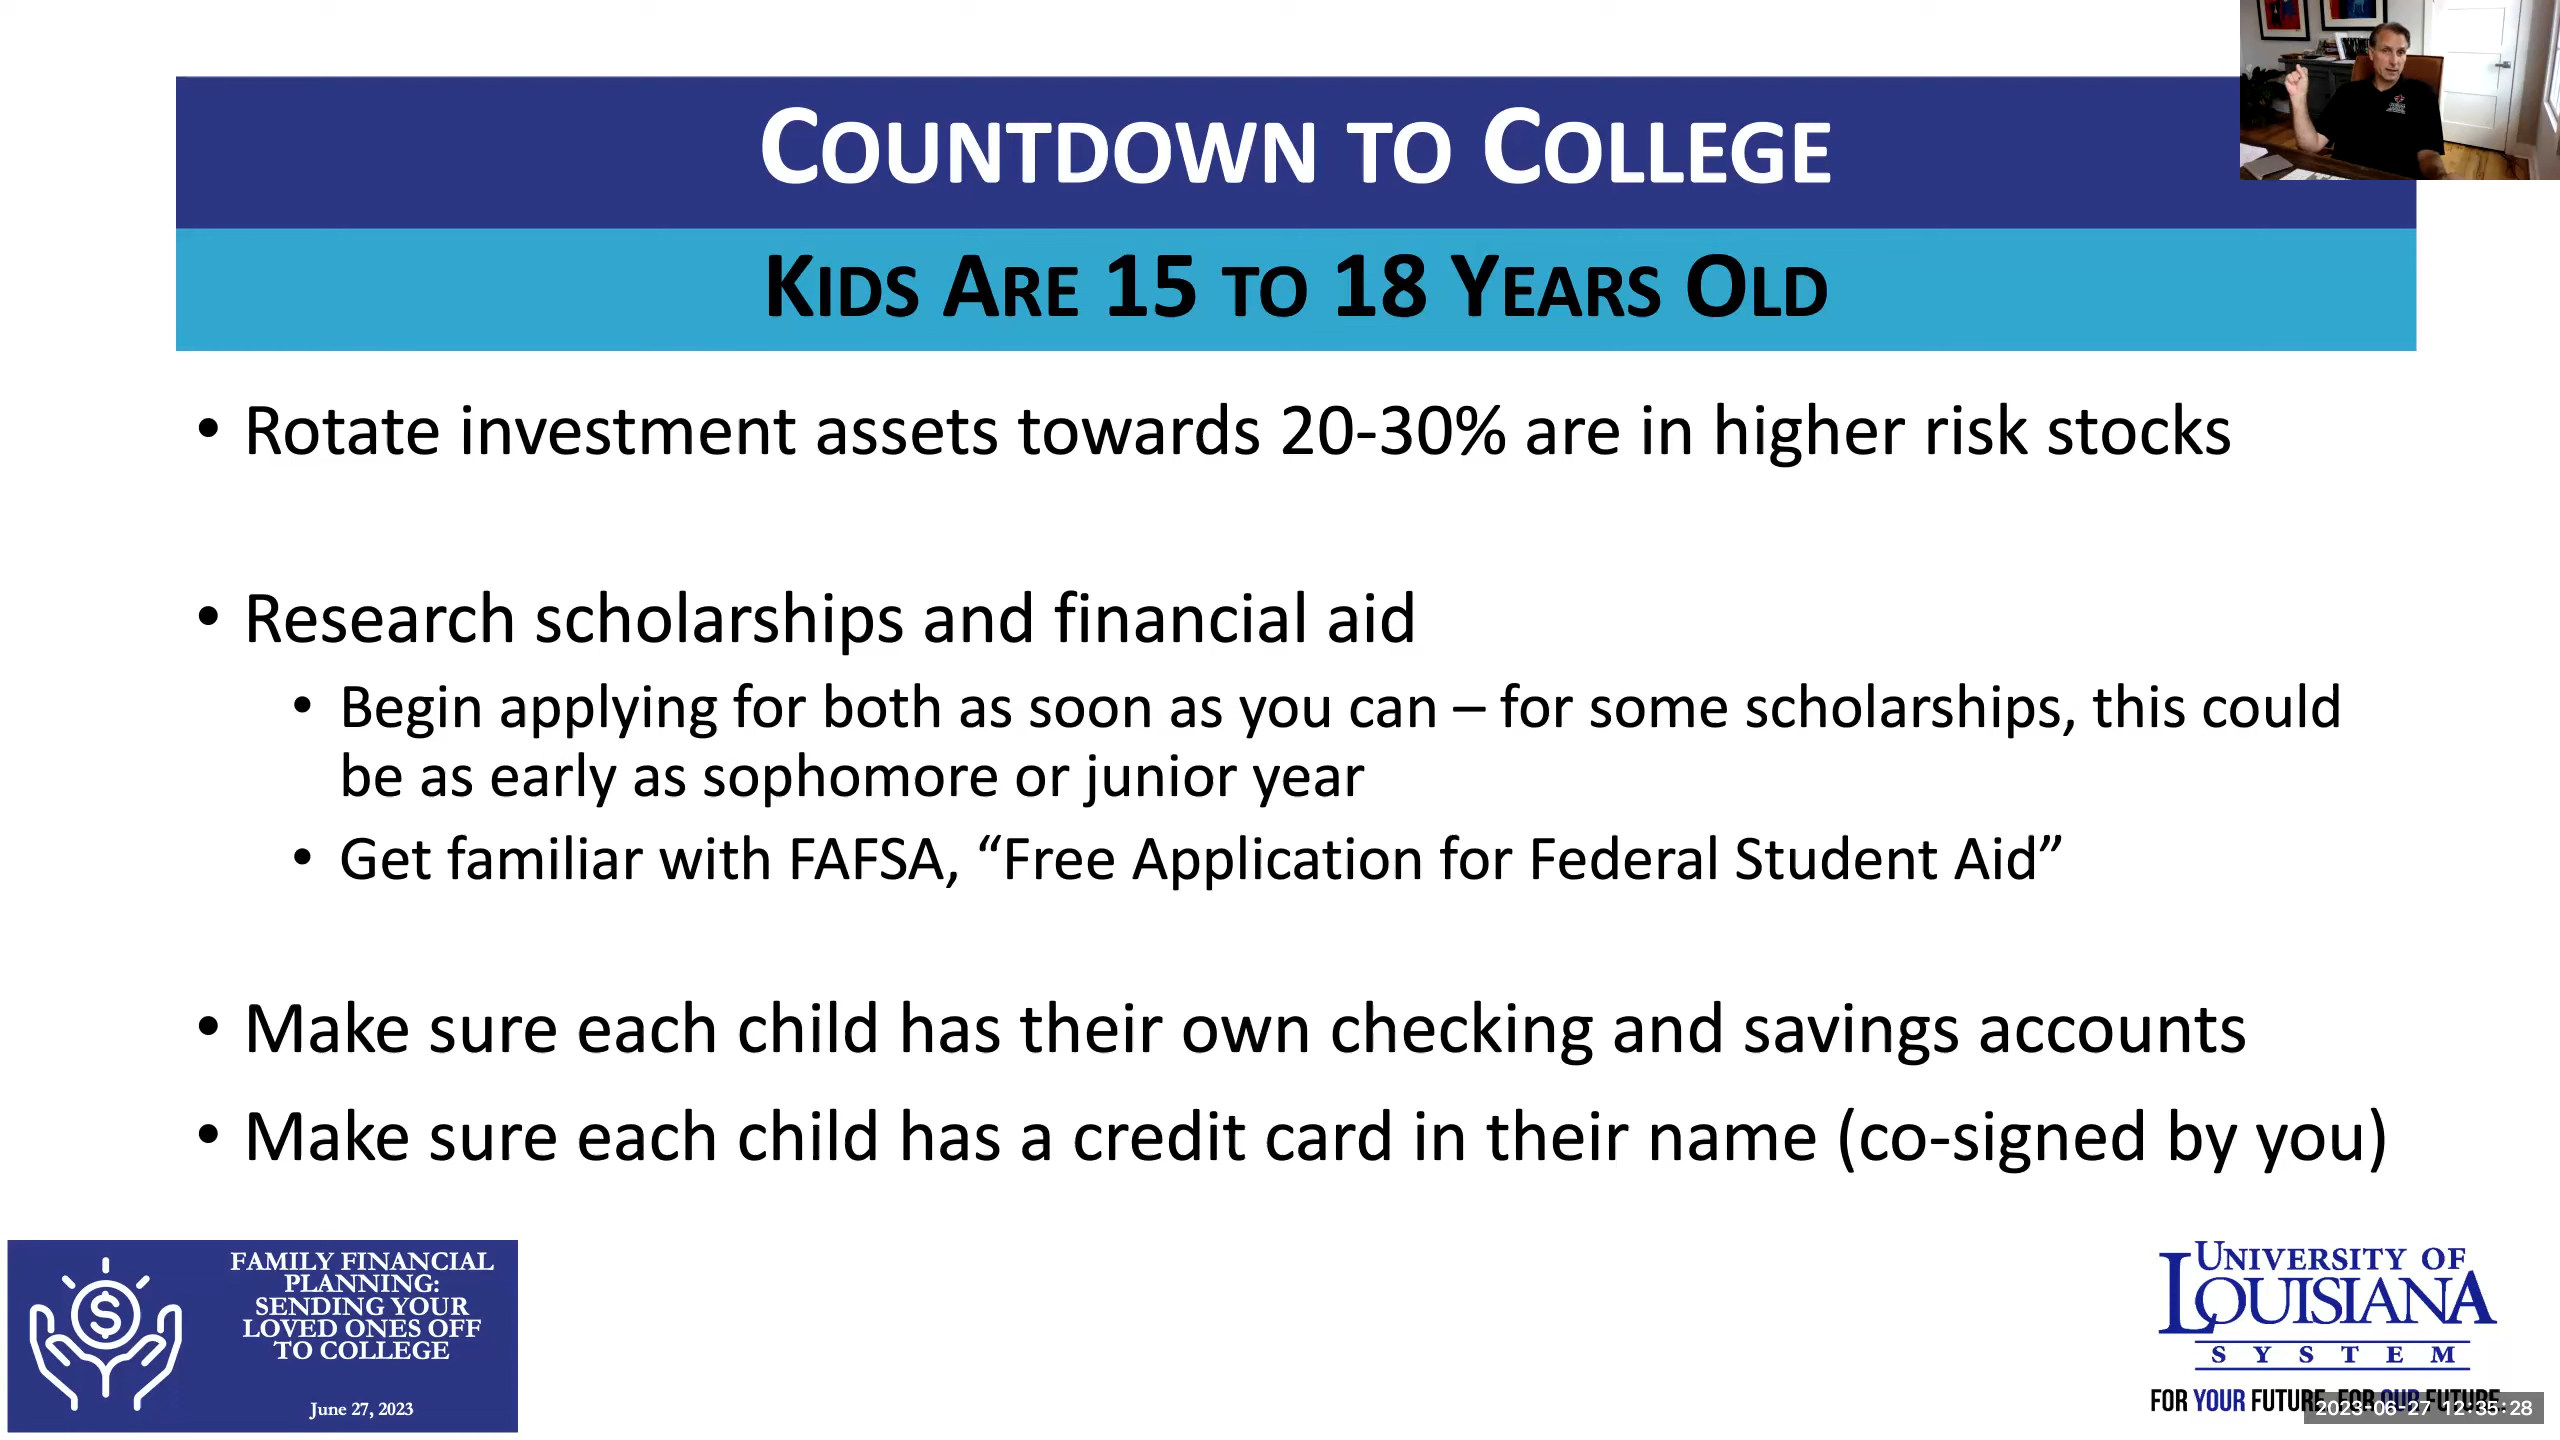 COUNTDOWN TO COLLEGE
KIDS ARE 15 TO 18 YEARS OLD
• Rotate investment assets towards 20-30% are in higher risk stocks
• Research scholarships and financial aid
• Begin applying for both as soon as you can – for some scholarships, this could
be as early as sophomore or junior year
• Get familiar with FAFSA, “Free Application for Federal Student Aid”
• Make sure each child has their own checking and savings accounts
• Make sure each child has a credit card in their name (co-signed by you)
FAMILY FINANCIAL
PLANNING:
SENDING YOUR
LOVED ONES OFF
TO COLLEGE
June 27, 2023
UNIVERSITY OF
LOUISIANA
SYSTEM
FOR YOUR FUTURE. FOR OUR FUTURE.
2023-06-27 12:35:28